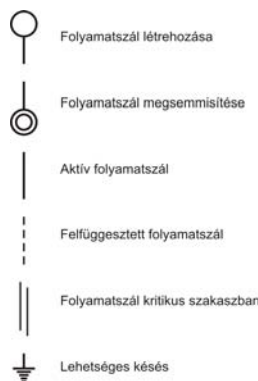 Folyamatszál létrehozása
Folyamatszál megsemmisítése
Aktív folyamatszál
Felfüggesztett folyamatszál
Folyamatszál kritikus szakaszban
Lehetséges késés